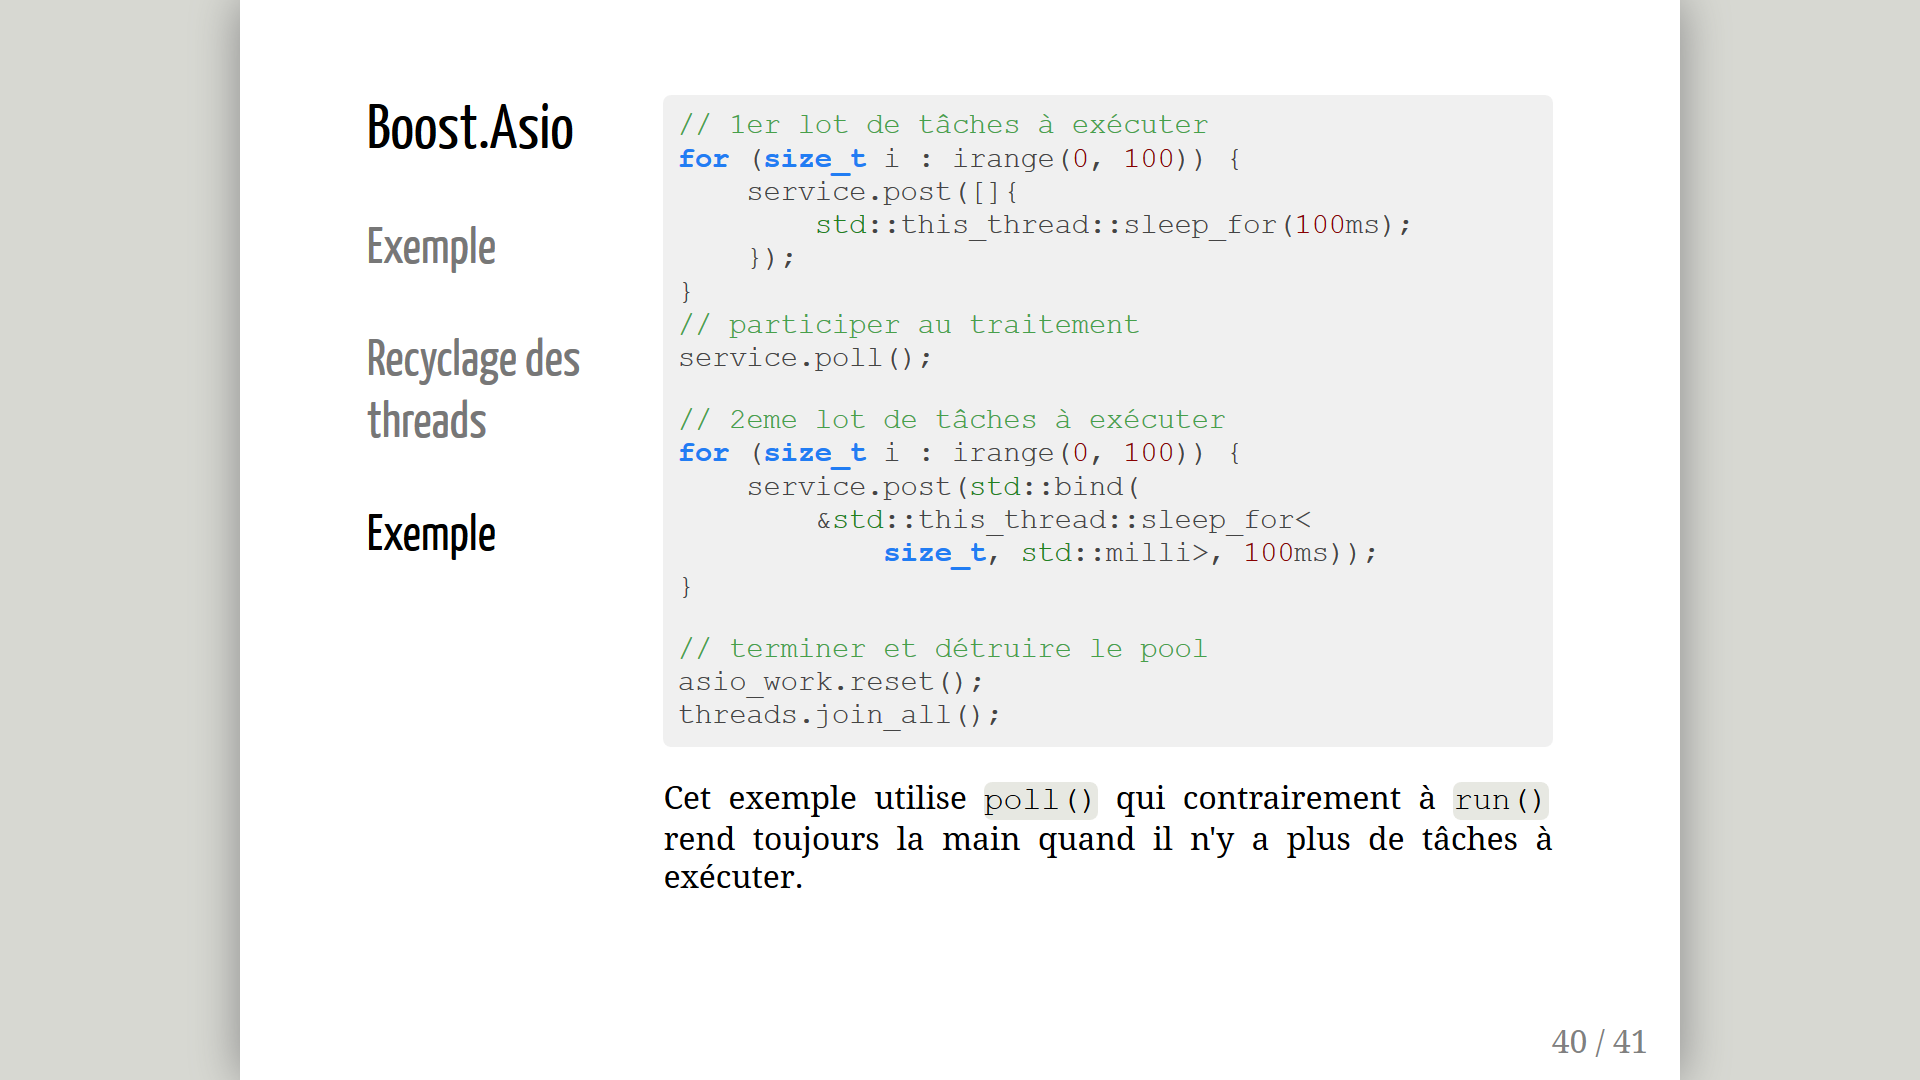 Boost.Asio
Exemple
Recyclage des
threads
Exemple
// 1er lot de tâches à exécuter
for (size_t i : irange(0, 100)) {
    service.post([]{
        std::this_thread::sleep_for(100ms);
    });
}
// participer au traitement
service.poll();
// 2eme lot de tâches à exécuter
for (size_t i : irange(0, 100)) {
    service.post(std::bind(
        &std::this_thread::sleep_for<
            size_t, std::milli>, 100ms));
}
// terminer et détruire le pool
asio_work.reset();
threads.join_all();
Cet exemple utilise poll() qui contrairement à run()
rend toujours la main quand il n'y a plus de tâches à
exécuter.
40 / 41